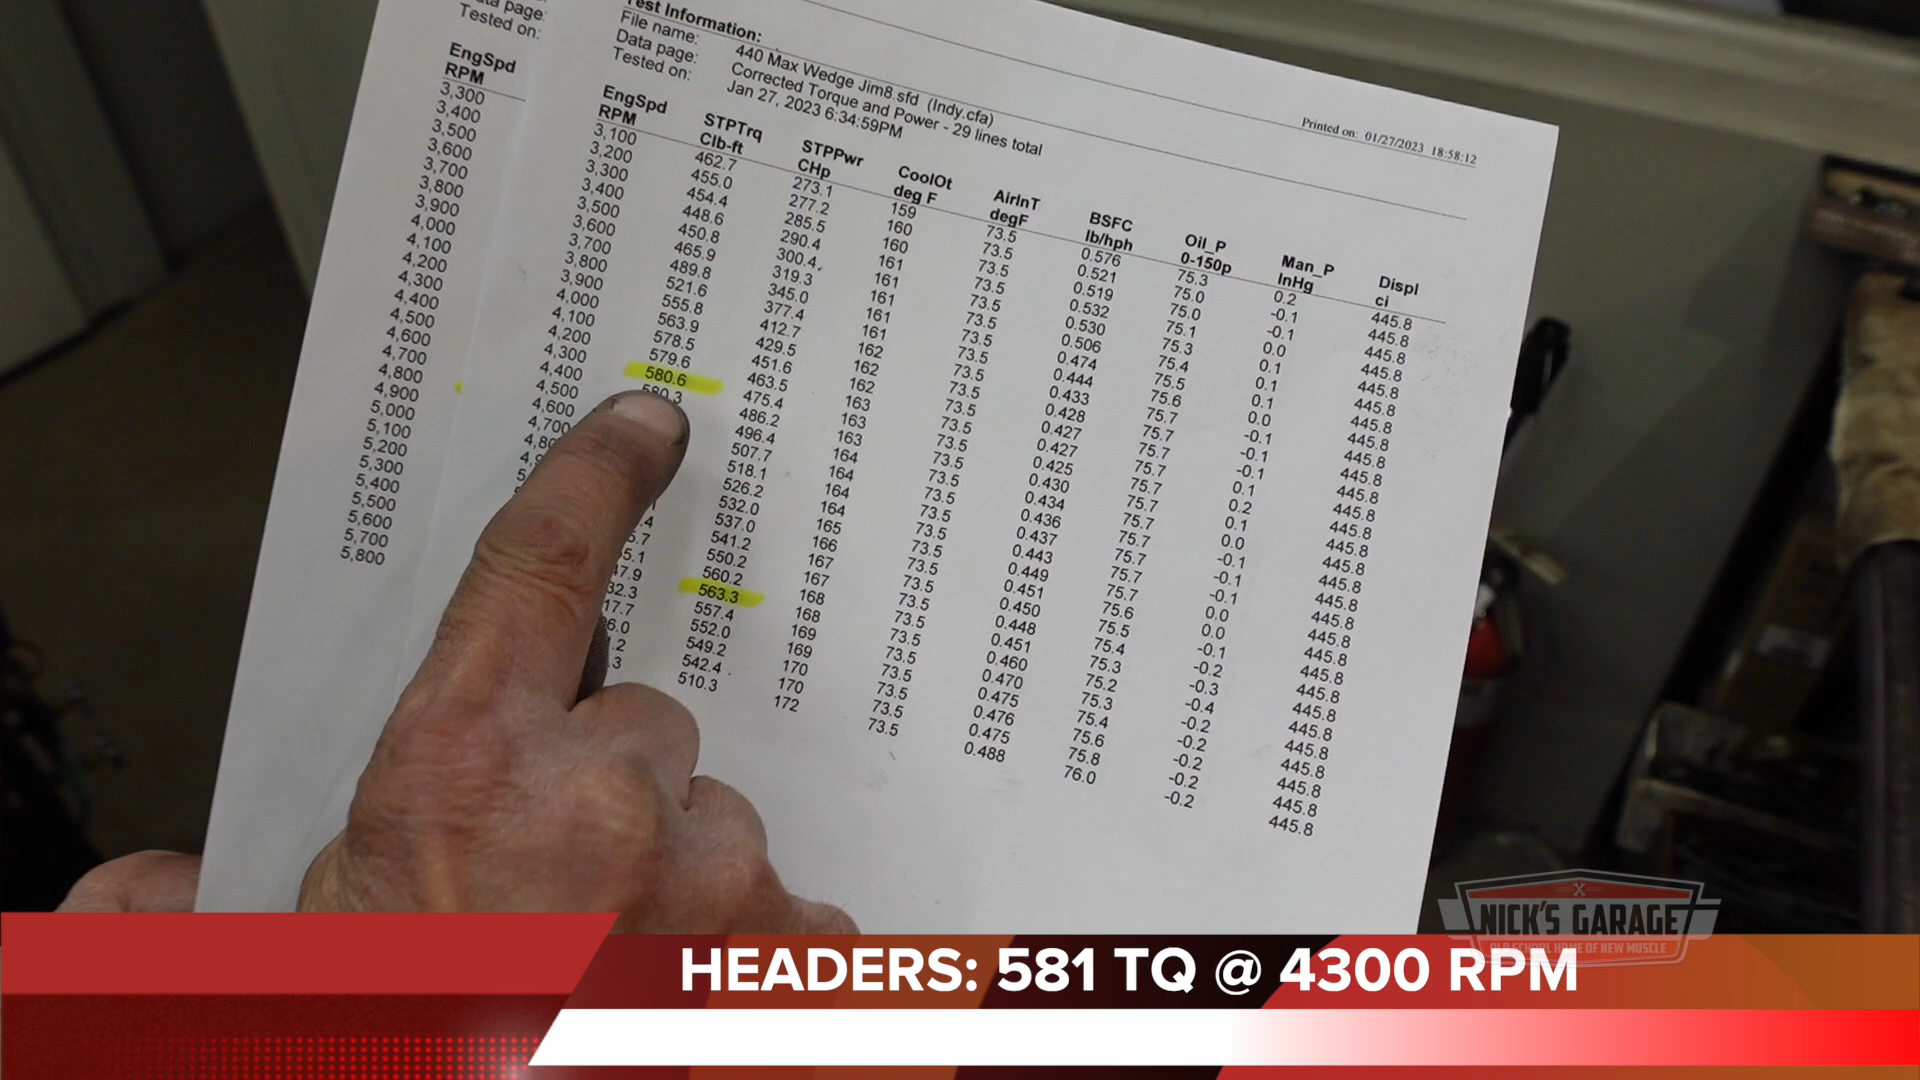 Data page:
Tested on:
EngSpd
RPM
3,300
3,400
3,500
3,600
3,700
3,800
3,900
4,000
4,100
4,200
4,300
4,400
4,500
4,600
4,700
4,800
4,900
5,000
5,100
5,200
5,300
5,400
5,500
5,600
5,700
5,800
Test Information:
File name: 440 Max Wedge Jim8.sfd (Indy.cfa)
Data page: Corrected Torque and Power - 29 lines total
Tested on: Jan 27, 2023 6:34:59PM
Printed on: 01/27/2023 18:58:12
EngSpd STPTrq STPPwr CoolOt AirInT BSFC Oil_P Man_P Displ
RPM Clb-ft CHp deg F degF lb/hph 0-150p InHg ci
3,100 462.7 273.1 159 73.5 0.576 75.3 0.2 445.8
3,200 455.0 277.2 160 73.5 0.521 75.0 -0.1 445.8
3,300 454.4 285.5 160 73.5 0.519 75.0 -0.1 445.8
3,400 448.6 290.4 161 73.5 0.532 75.1 0.0 445.8
3,500 450.8 300.4 161 73.5 0.530 75.3 0.1 445.8
3,600 465.9 319.3 161 73.5 0.506 75.4 0.1 445.8
3,700 489.8 345.0 161 73.5 0.474 75.5 0.1 445.8
3,800 521.6 377.4 161 73.5 0.444 75.6 0.0 445.8
3,900 555.8 412.7 162 73.5 0.433 75.7 -0.1 445.8
4,000 563.9 429.5 162 73.5 0.428 75.7 -0.1 445.8
4,100 578.5 451.6 162 73.5 0.427 75.7 -0.1 445.8
4,200 579.6 463.5 163 73.5 0.427 75.7 0.1 445.8
4,300 580.6 475.4 163 73.5 0.425 75.7 0.2 445.8
4,400 580.3 486.2 163 73.5 0.430 75.7 0.1 445.8
4,500 496.4 164 73.5 0.434 75.7 0.0 445.8
4,600 507.7 164 73.5 0.436 75.7 -0.1 445.8
4,700 518.1 164 73.5 0.437 75.7 -0.1 445.8
526.2 164 73.5 0.443 75.7 -0.1 445.8
532.0 165 73.5 0.449 75.7 0.0 445.8
537.0 166 73.5 0.451 75.6 0.0 445.8
541.2 167 73.5 0.450 75.5 -0.1 445.8
550.2 167 73.5 0.448 75.4 -0.2 445.8
560.2 168 73.5 0.451 75.3 -0.3 445.8
563.3 168 73.5 0.460 75.2 -0.4 445.8
557.4 169 73.5 0.470 75.3 -0.2 445.8
552.0 169 73.5 0.475 75.4 -0.2 445.8
549.2 170 73.5 0.476 75.6 -0.2 445.8
542.4 170 73.5 0.475 75.8 -0.2 445.8
510.3 172 73.5 0.488 76.0 -0.2 445.8
NICK'S GARAGE
OLD SCHOOL HOME OF NEW MUSCLE
HEADERS: 581 TQ @ 4300 RPM